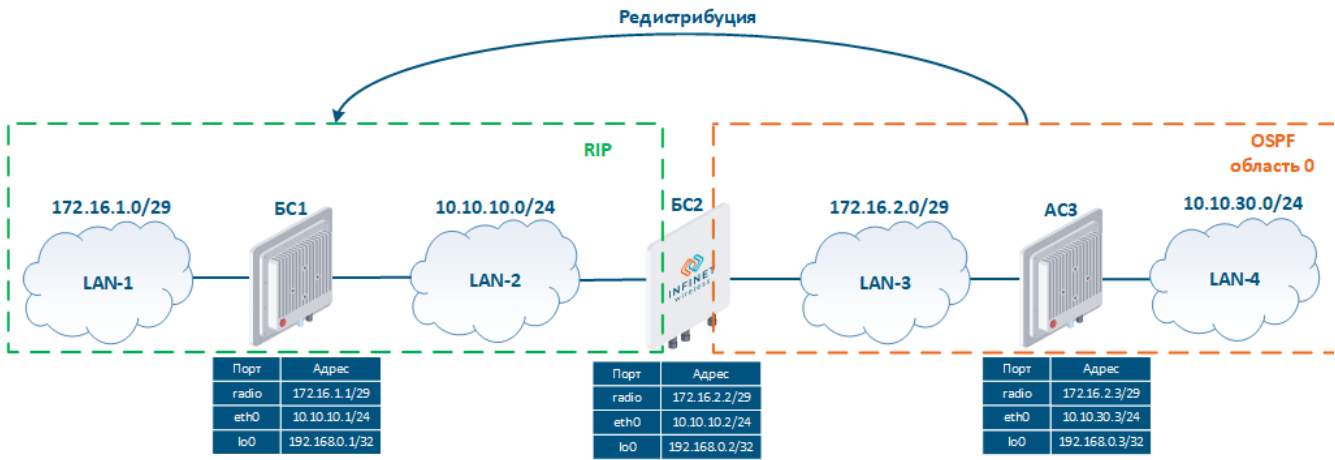 Редистрибуция
RIP
OSPF
область 0
172.16.1.0/29
БС1
10.10.10.0/24
БС2
172.16.2.0/29
АС3
10.10.30.0/24
LAN-1
LAN-2
INFINET
wireless
LAN-3
LAN-4
Порт Адрес
radio 172.16.1.1/29
eth0 10.10.10.1/24
lo0 192.168.0.1/32
Порт Адрес
radio 172.16.2.2/29
eth0 10.10.10.2/24
lo0 192.168.0.2/32
Порт Адрес
radio 172.16.2.3/29
eth0 10.10.30.3/24
lo0 192.168.0.3/32